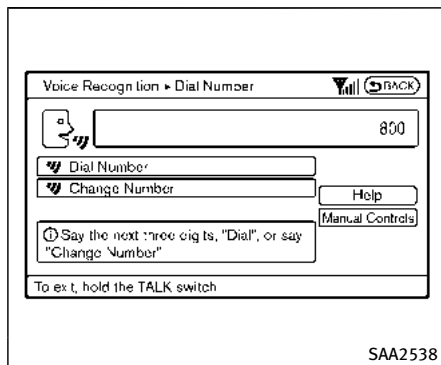 Voice Recognition ▸ Dial Number BACK
800
Dial Number
Change Number
Help
Manual Controls
Say the next three digits, "Dial", or say
"Change Number"
To exit, hold the TALK switch
SAA2538